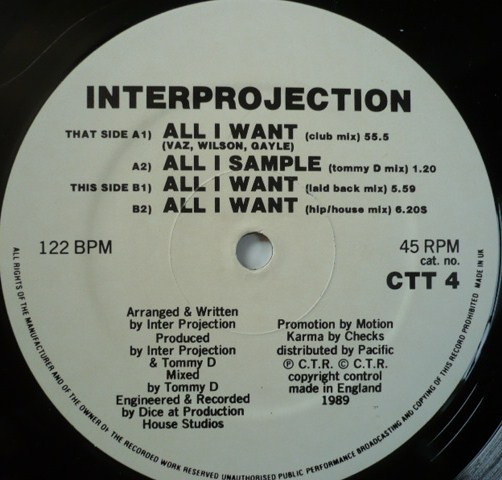 INTERPROJECTION
THAT SIDE A1) ALL I WANT (club mix) 55.5
(VAZ, WILSON, GAYLE)
A2) ALL I SAMPLE (tommy D mix) 1.20
THIS SIDE B1) ALL I WANT (laid back mix) 5.59
B2) ALL I WANT (hip/house mix) 6.20S
122 BPM
45 RPM
cat. no.
CTT 4
Arranged & Written
by Inter Projection
Produced
by Inter Projection
& Tommy D
Mixed
by Tommy D
Engineered & Recorded
by Dice at Production
House Studios
Promotion by Motion
Karma by Checks
distributed by Pacific
℗ C.T.R. © C.T.R.
copyright control
made in England
1989
ALL RIGHTS OF THE MANUFACTURER AND OF THE OWNER OF THE RECORDED WORK RESERVED UNAUTHORISED PUBLIC PERFORMANCE BROADCASTING AND COPYING OF THIS RECORD PROHIBITED MADE IN UK